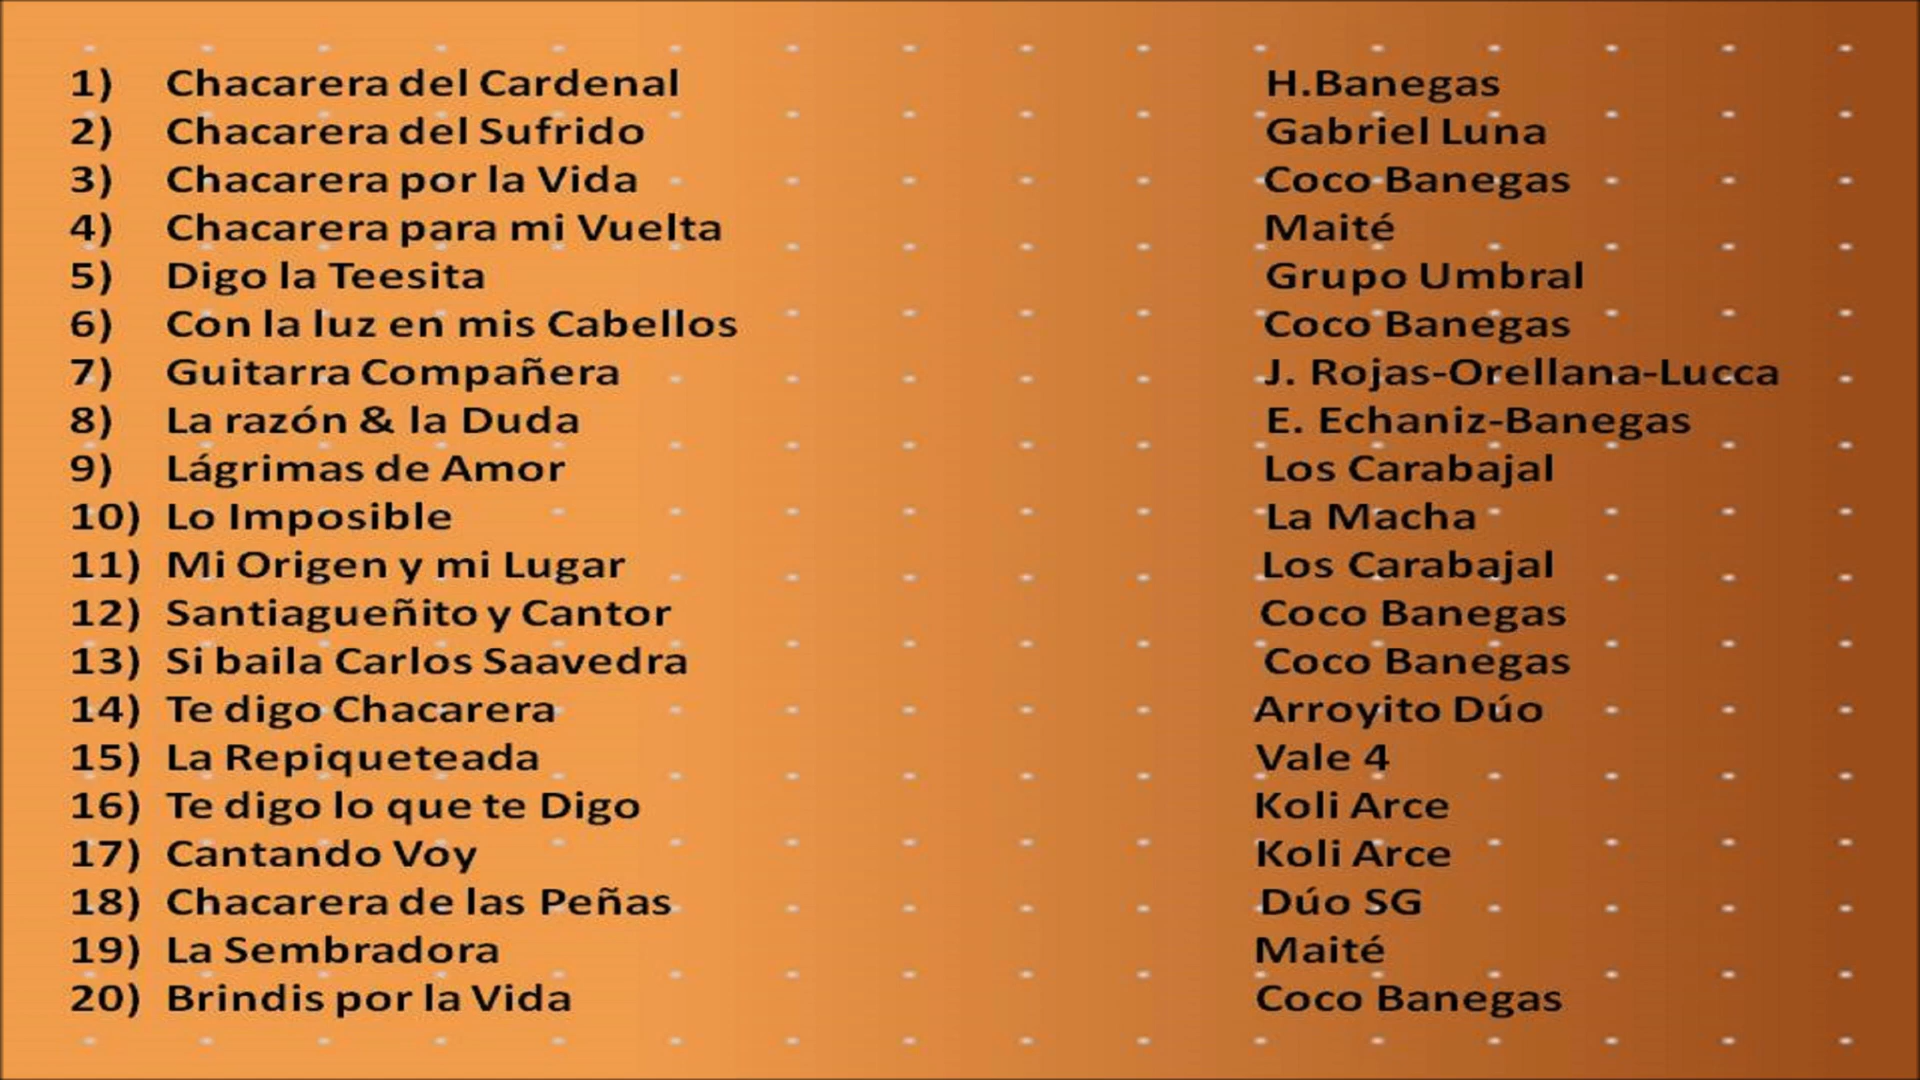 1) Chacarera del Cardenal H.Banegas
2) Chacarera del Sufrido Gabriel Luna
3) Chacarera por la Vida Coco Banegas
4) Chacarera para mi Vuelta Maité
5) Digo la Teesita Grupo Umbral
6) Con la luz en mis Cabellos Coco Banegas
7) Guitarra Compañera J. Rojas-Orellana-Lucca
8) La razón & la Duda E. Echaniz-Banegas
9) Lágrimas de Amor Los Carabajal
10) Lo Imposible La Macha
11) Mi Origen y mi Lugar Los Carabajal
12) Santiagueñito y Cantor Coco Banegas
13) Si baila Carlos Saavedra Coco Banegas
14) Te digo Chacarera Arroyito Dúo
15) La Repiqueteada Vale 4
16) Te digo lo que te Digo Koli Arce
17) Cantando Voy Koli Arce
18) Chacarera de las Peñas Dúo SG
19) La Sembradora Maité
20) Brindis por la Vida Coco Banegas